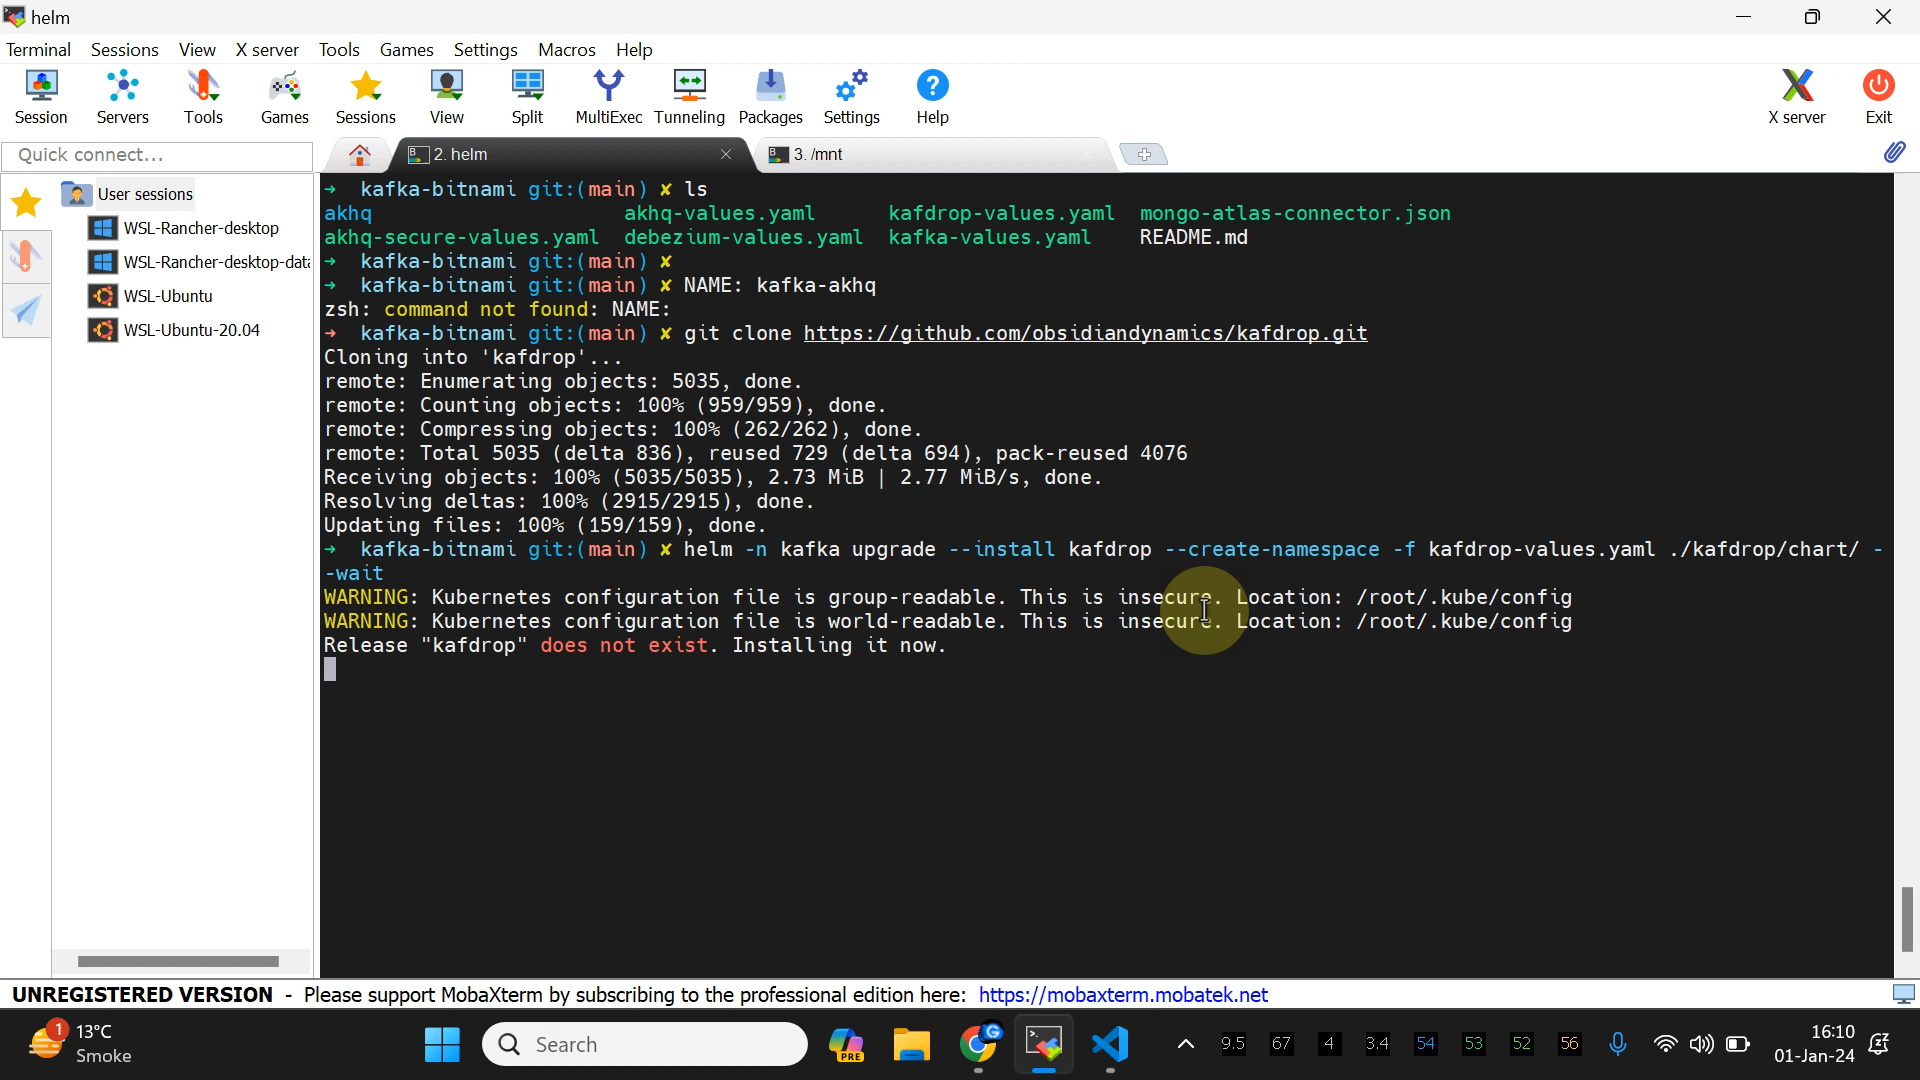 helm
Terminal Sessions View X server Tools Games Settings Macros Help
Session Servers Tools Games Sessions View Split MultiExec Tunneling Packages Settings Help X server Exit
Quick connect... 2. helm 3. /mnt
User sessions
WSL-Rancher-desktop
WSL-Rancher-desktop-data
WSL-Ubuntu
WSL-Ubuntu-20.04
➜ kafka-bitnami git:(main) ✘ ls
akhq akhq-values.yaml kafdrop-values.yaml mongo-atlas-connector.json
akhq-secure-values.yaml debezium-values.yaml kafka-values.yaml README.md
➜ kafka-bitnami git:(main) ✘
➜ kafka-bitnami git:(main) ✘ NAME: kafka-akhq
zsh: command not found: NAME:
➜ kafka-bitnami git:(main) ✘ git clone https://github.com/obsidiandynamics/kafdrop.git
Cloning into 'kafdrop'...
remote: Enumerating objects: 5035, done.
remote: Counting objects: 100% (959/959), done.
remote: Compressing objects: 100% (262/262), done.
remote: Total 5035 (delta 836), reused 729 (delta 694), pack-reused 4076
Receiving objects: 100% (5035/5035), 2.73 MiB | 2.77 MiB/s, done.
Resolving deltas: 100% (2915/2915), done.
Updating files: 100% (159/159), done.
➜ kafka-bitnami git:(main) ✘ helm -n kafka upgrade --install kafdrop --create-namespace -f kafdrop-values.yaml ./kafdrop/chart/ -
-wait
WARNING: Kubernetes configuration file is group-readable. This is insecure. Location: /root/.kube/config
WARNING: Kubernetes configuration file is world-readable. This is insecure. Location: /root/.kube/config
Release "kafdrop" does not exist. Installing it now.
UNREGISTERED VERSION - Please support MobaXterm by subscribing to the professional edition here: https://mobaxterm.mobatek.net
1 13°C
Smoke
Search
PRE
G
9.5 67 4 3.4 54 53 52 56
16:10
01-Jan-24